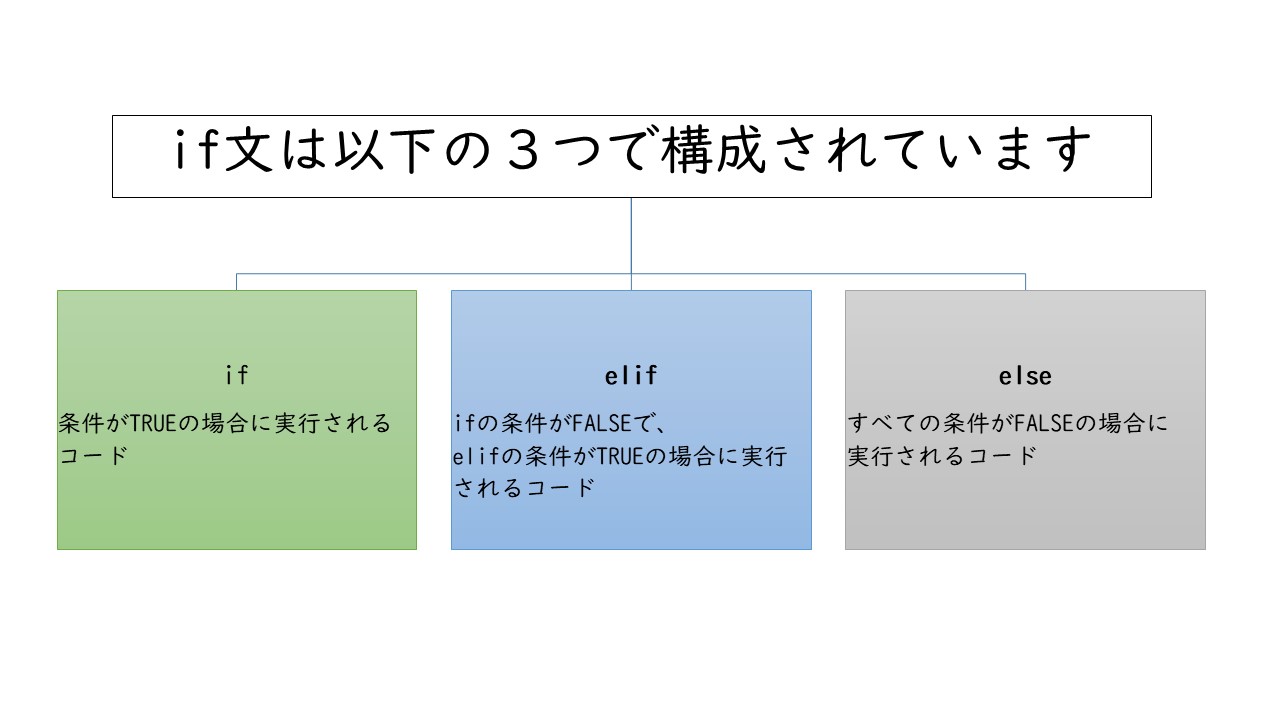 if文は以下の３つで構成されています
if
条件がTRUEの場合に実行される
コード
elif
ifの条件がFALSEで、
elifの条件がTRUEの場合に実行
されるコード
else
すべての条件がFALSEの場合に
実行されるコード